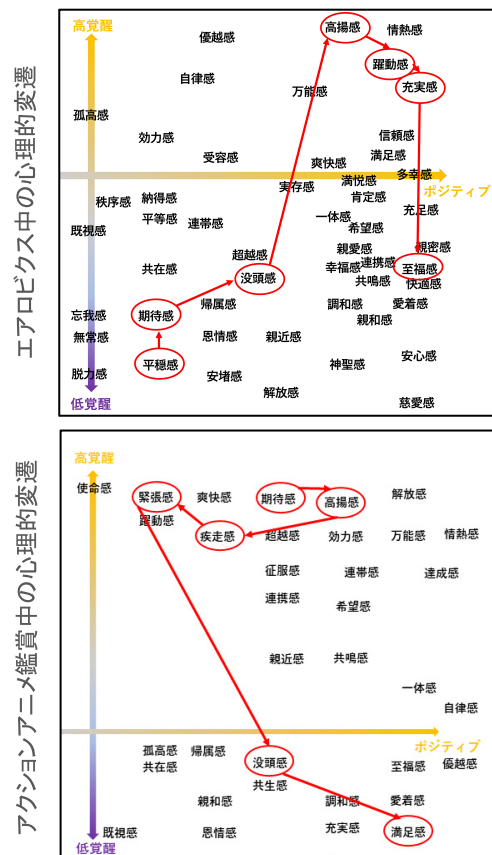 エアロビクス中の心理的変遷
高覚醒
優越感
高揚感
情熱感
躍動感
自律感
万能感
充実感
孤高感
効力感
信頼感
受容感
爽快感
満足感
多幸感
ポジティブ
実存感
満悦感
秩序感
納得感
肯定感
平等感
連帯感
一体感
充足感
既視感
希望感
超越感
親愛感
親密感
共在感
没頭感
幸福感
連携感
至福感
共鳴感
快適感
忘我感
期待感
帰属感
調和感
愛着感
親和感
無常感
恩情感
親近感
平穏感
神聖感
安心感
脱力感
安堵感
解放感
慈愛感
低覚醒
アクションアニメ鑑賞中の心理的変遷
高覚醒
使命感
緊張感
爽快感
期待感
高揚感
解放感
躍動感
疾走感
超越感
効力感
万能感
情熱感
征服感
連帯感
達成感
連携感
希望感
親近感
共鳴感
一体感
自律感
ポジティブ
孤高感
帰属感
没頭感
至福感
優越感
共在感
共生感
親和感
調和感
愛着感
既視感
恩情感
充実感
満足感
低覚醒